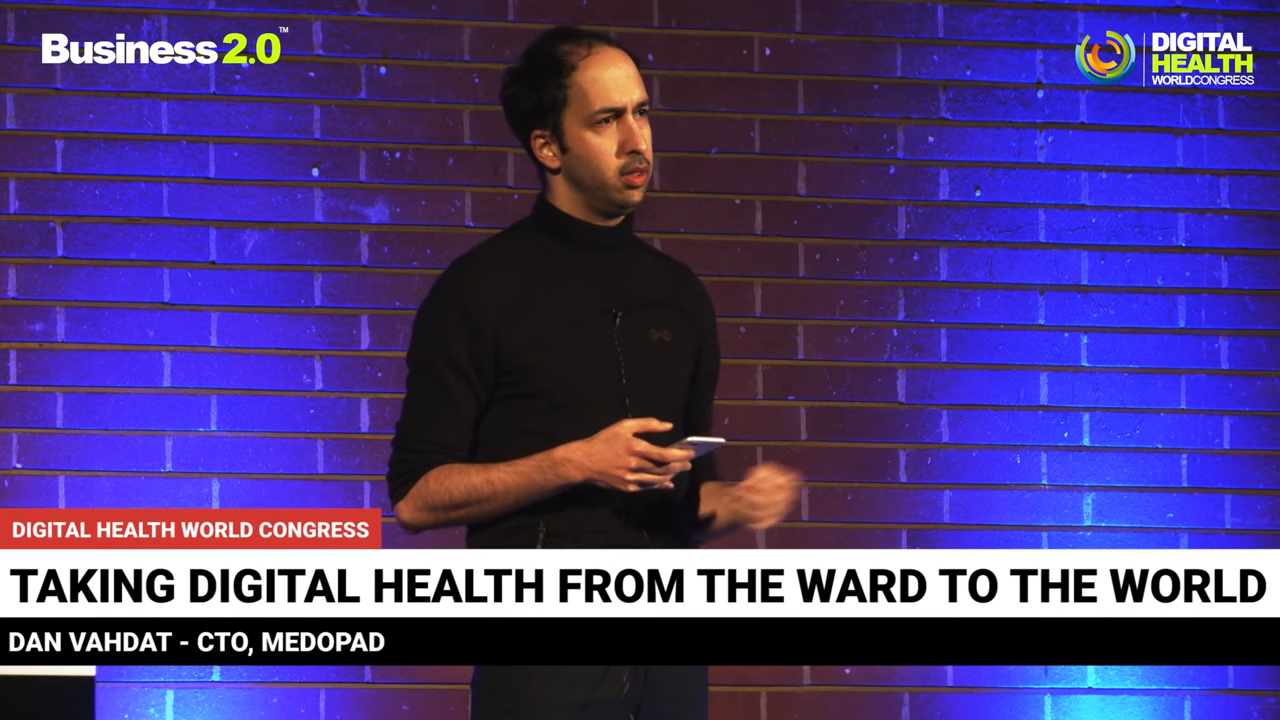 Business 2.0™
DIGITAL
HEALTH
WORLDCONGRESS
DIGITAL HEALTH WORLD CONGRESS
TAKING DIGITAL HEALTH FROM THE WARD TO THE WORLD
DAN VAHDAT - CTO, MEDOPAD